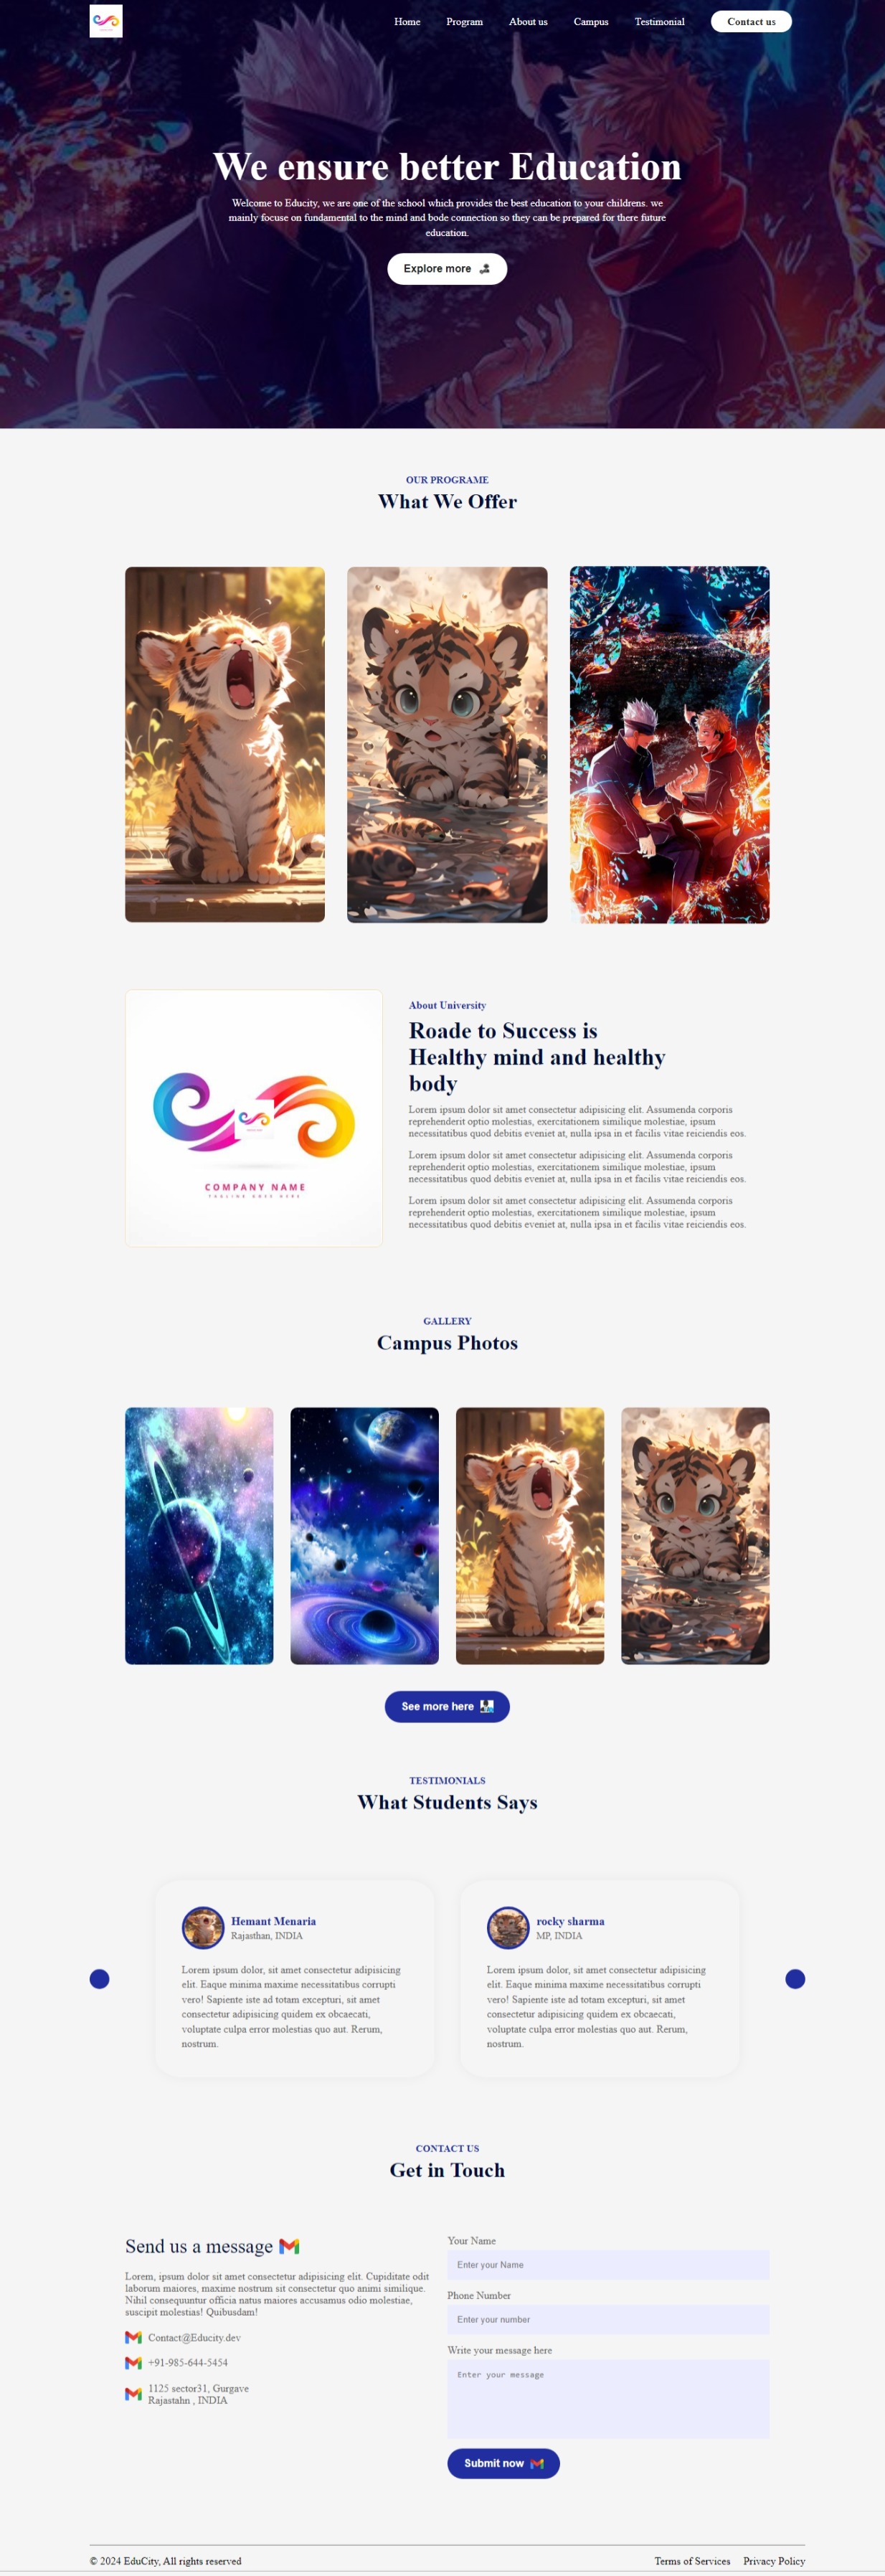 Home Program About us Campus Testimonial Contact us
We ensure better Education
Welcome to Educity, we are one of the school which provides the best education to your childrens. we
mainly focus on fundamental to the mind and bode connection so they can be prepared for there future
education.
Explore more
OUR PROGRAME
What We Offer
About University
Roade to Success is
Healthy mind and healthy
body
Lorem ipsum dolor sit amet consectetur adipisicing elit. Assumenda corporis
reprehenderit optio molestias, exercitationem similique molestiae, ipsum
necessitatibus quod debitis eveniet at, nulla ipsa in et facilis vitae reiciendis eos.
Lorem ipsum dolor sit amet consectetur adipisicing elit. Assumenda corporis
reprehenderit optio molestias, exercitationem similique molestiae, ipsum
necessitatibus quod debitis eveniet at, nulla ipsa in et facilis vitae reiciendis eos.
Lorem ipsum dolor sit amet consectetur adipisicing elit. Assumenda corporis
reprehenderit optio molestias, exercitationem similique molestiae, ipsum
necessitatibus quod debitis eveniet at, nulla ipsa in et facilis vitae reiciendis eos.
COMPANY NAME
TAGLINE GOES HERE
GALLERY
Campus Photos
See more here
TESTIMONIALS
What Students Says
Hemant Menaria
Rajasthan, INDIA
Lorem ipsum dolor, sit amet consectetur adipisicing
elit. Eaque minima maxime necessitatibus corrupti
vero! Sapiente iste ad totam excepturi, sit amet
consectetur adipisicing quidem ex obcaecati,
voluptate culpa error molestias quo aut. Rerum,
nostrum.
rocky sharma
MP, INDIA
Lorem ipsum dolor, sit amet consectetur adipisicing
elit. Eaque minima maxime necessitatibus corrupti
vero! Sapiente iste ad totam excepturi, sit amet
consectetur adipisicing quidem ex obcaecati,
voluptate culpa error molestias quo aut. Rerum,
nostrum.
CONTACT US
Get in Touch
Send us a message
Lorem, ipsum dolor sit amet consectetur adipisicing elit. Cupiditate odit
laborum maiores, maxime nostrum sit consectetur quo animi similique.
Nihil consequuntur officia natus maiores accusamus odio molestiae,
suscipit molestias! Quibusdam!
Contact@Educity.dev
+91-985-644-5454
1125 sector31, Gurgave
Rajastahn , INDIA
Your Name
Enter your Name
Phone Number
Enter your number
Write your message here
Enter your message
Submit now
© 2024 EduCity, All rights reserved
Terms of Services Privacy Policy